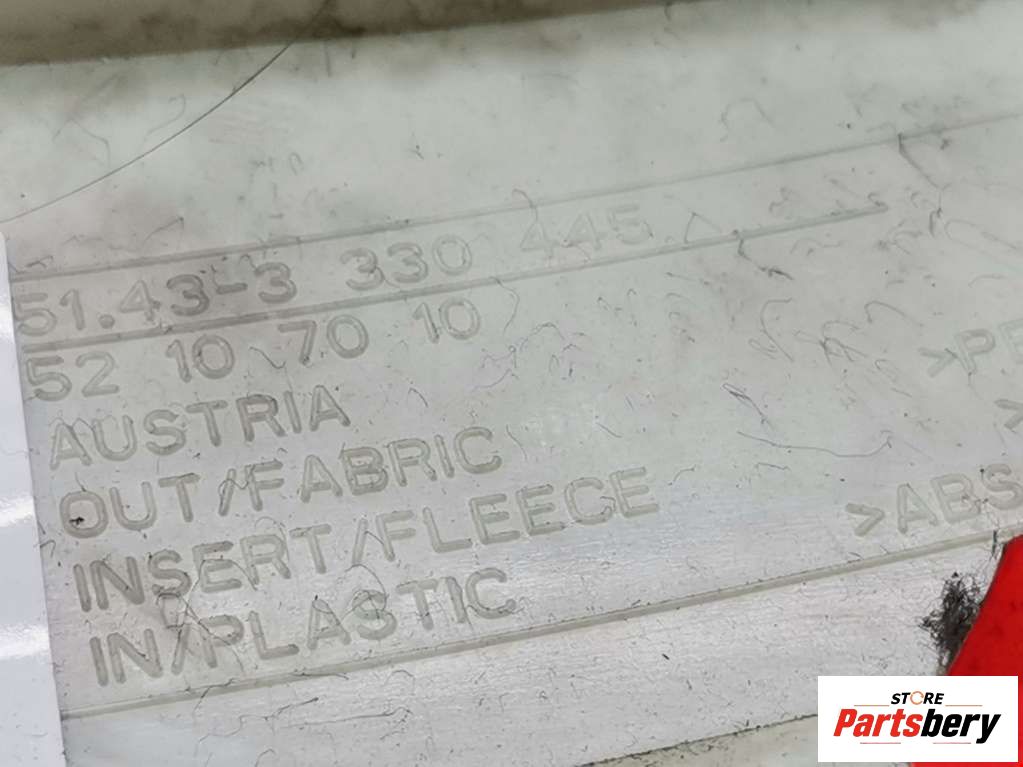 51.43-3 330 445.
52 10 70 10
AUSTRIA
OUT/FABRIC >PE
INSERT/FLEECE >
IN/PLASTIC >ABS
STORE
Partsbery